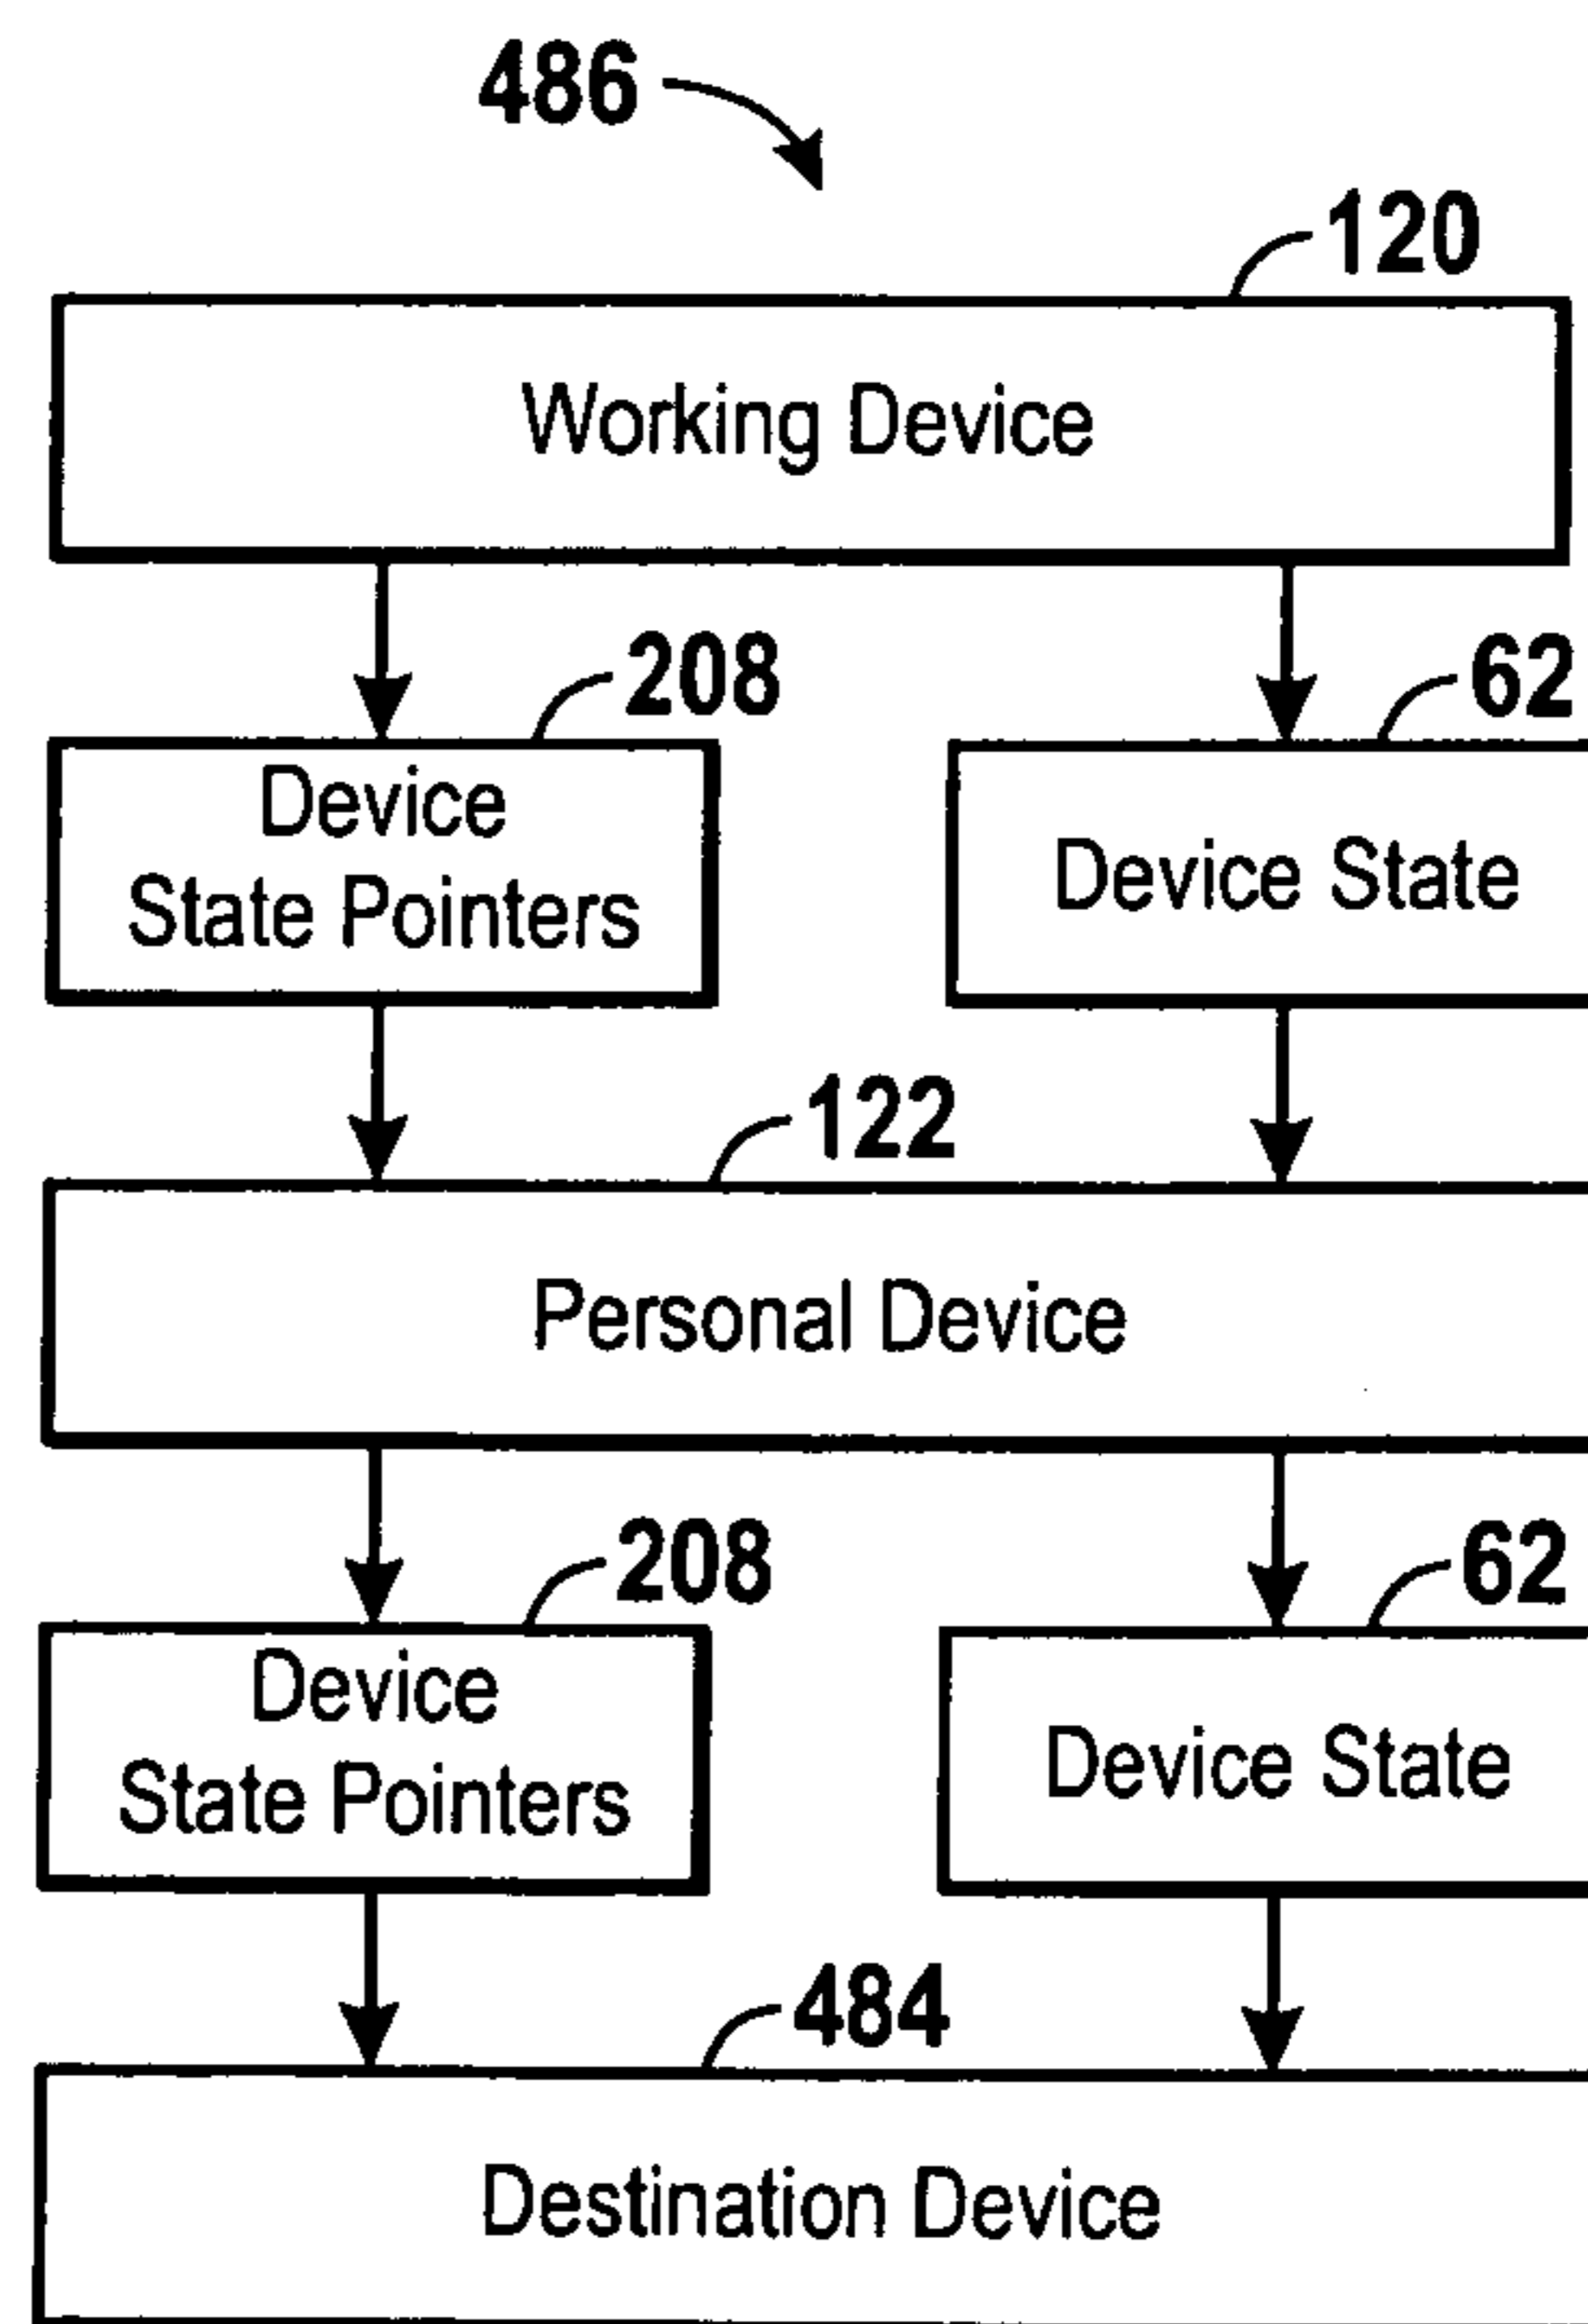 486
120
Working Device
208
62
Device
State Pointers
Device State
122
Personal Device
208
62
Device
State Pointers
Device State
484
Destination Device